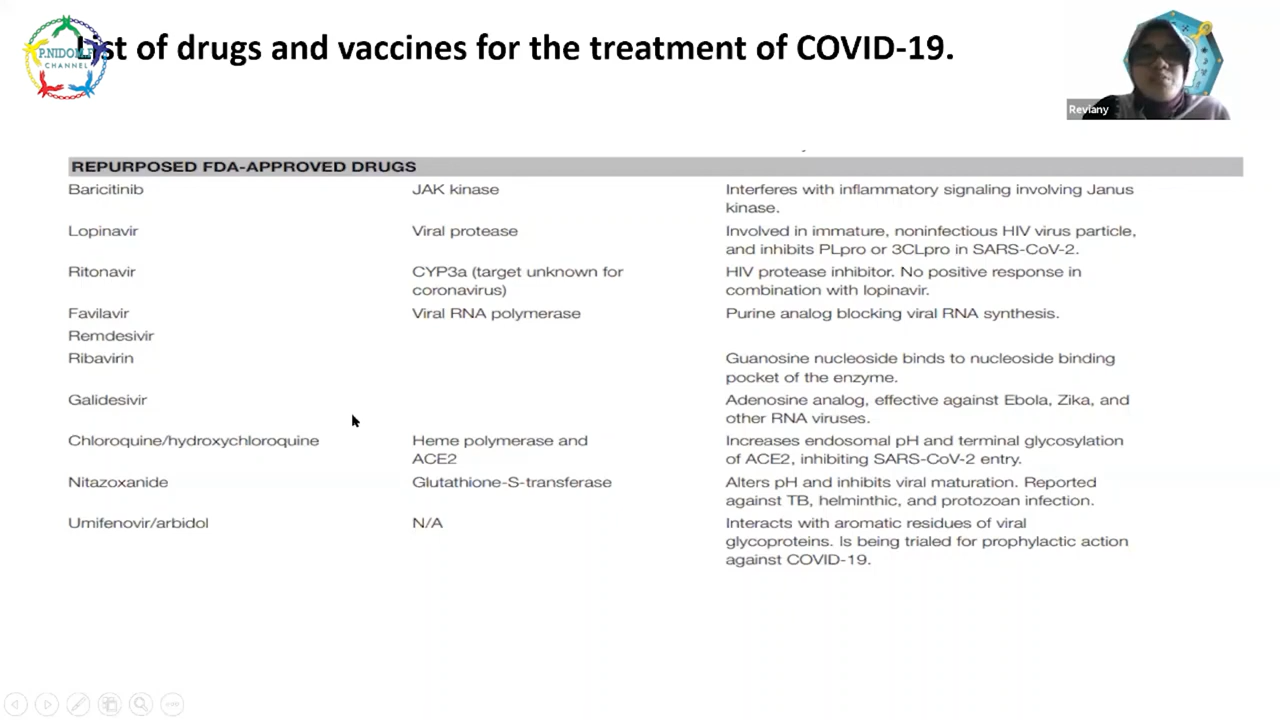 List of drugs and vaccines for the treatment of COVID-19.
P.NIDOM.F
CHANNEL
Reviany
REPURPOSED FDA-APPROVED DRUGS
Baricitinib JAK kinase Interferes with inflammatory signaling involving Janus
kinase.
Lopinavir Viral protease Involved in immature, noninfectious HIV virus particle,
and inhibits PLpro or 3CLpro in SARS-CoV-2.
Ritonavir CYP3a (target unknown for HIV protease inhibitor. No positive response in
coronavirus) combination with lopinavir.
Favilavir Viral RNA polymerase Purine analog blocking viral RNA synthesis.
Remdesivir
Ribavirin Guanosine nucleoside binds to nucleoside binding
pocket of the enzyme.
Galidesivir Adenosine analog, effective against Ebola, Zika, and
other RNA viruses.
Chloroquine/hydroxychloroquine Heme polymerase and Increases endosomal pH and terminal glycosylation
ACE2 of ACE2, inhibiting SARS-CoV-2 entry.
Nitazoxanide Glutathione-S-transferase Alters pH and inhibits viral maturation. Reported
against TB, helminthic, and protozoan infection.
Umifenovir/arbidol N/A Interacts with aromatic residues of viral
glycoproteins. Is being trialed for prophylactic action
against COVID-19.